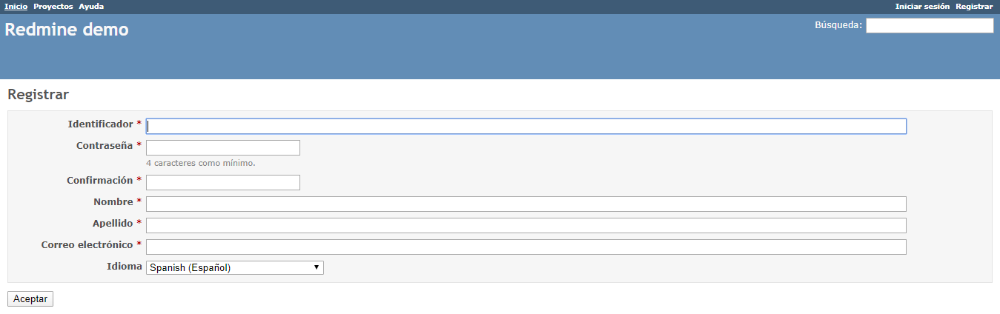 Inicio Proyectos Ayuda Iniciar sesión Registrar
Redmine demo Búsqueda:
Registrar
Identificador *
Contraseña *
4 caracteres como mínimo.
Confirmación *
Nombre *
Apellido *
Correo electrónico *
Idioma Spanish (Español)
Aceptar